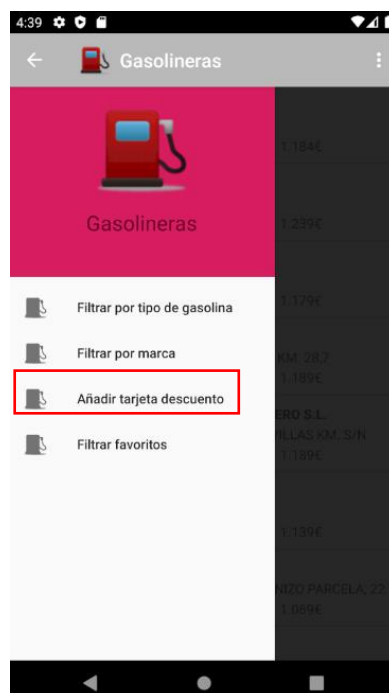 4:39
Gasolineras
1.184€
Gasolineras
1.239€
Filtrar por tipo de gasolina
1.179€
Filtrar por marca
KM. 28,7
1.189€
Añadir tarjeta descuento
ERO S.L.
ILLAS KM. S/N
Filtrar favoritos
1.189€
1.139€
NIZO PARCELA, 22,
1.069€